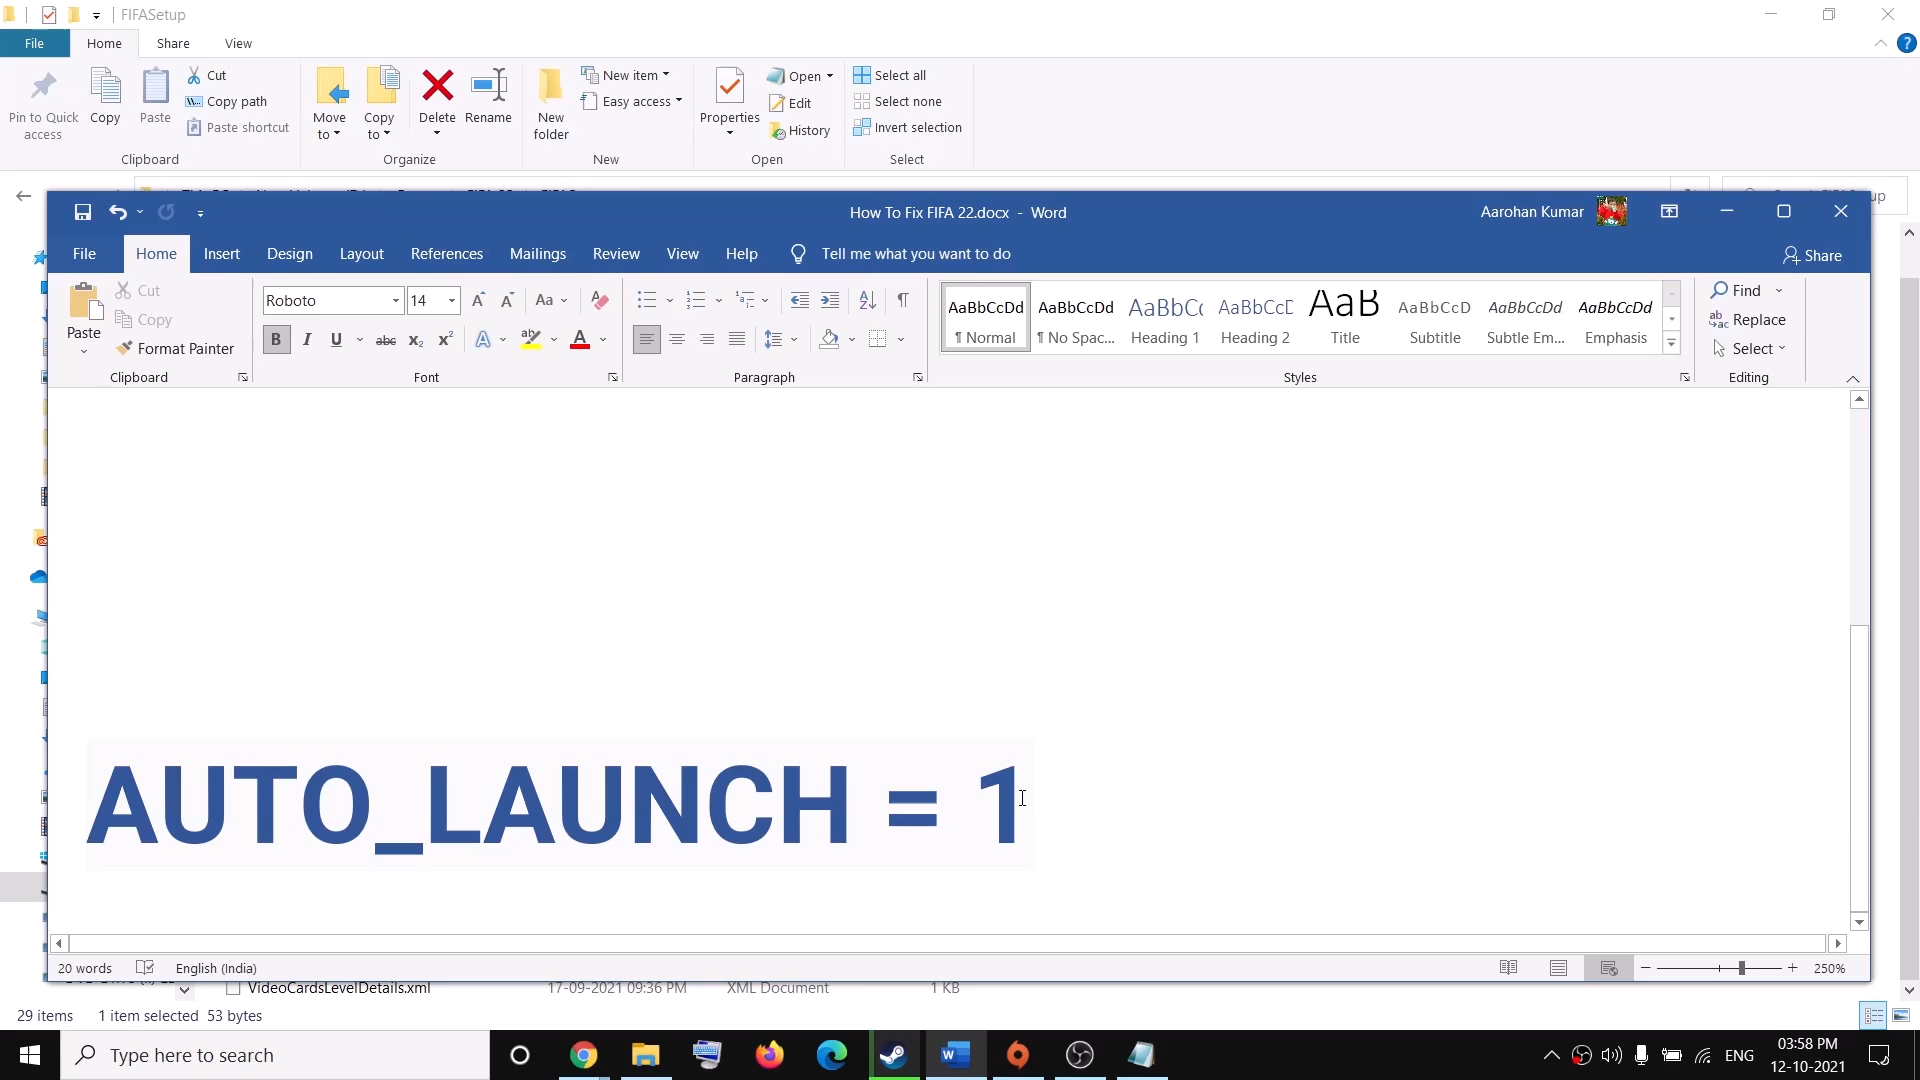 FIFASetup
File Home Share View
Pin to Quick access
Copy
Paste
Cut
Copy path
Paste shortcut
Clipboard
Move to
Copy to
Delete
Rename
Organize
New folder
New item
Easy access
New
Properties
Open
Edit
History
Open
Select all
Select none
Invert selection
Select
How To Fix FIFA 22.docx - Word
Aarohan Kumar
File Home Insert Design Layout References Mailings Review View Help Tell me what you want to do Share
Paste
Cut
Copy
Format Painter
Clipboard
Roboto 14
Font
Paragraph
AaBbCcDd
¶ Normal
AaBbCcDd
¶ No Spac...
AaBbCc
Heading 1
AaBbCcD
Heading 2
AaB
Title
AaBbCcD
Subtitle
AaBbCcDd
Subtle Em...
AaBbCcDd
Emphasis
Styles
Find
Replace
Select
Editing
AUTO_LAUNCH = 1
20 words English (India) 250%
VideoCardsLevelDetails.xml 17-09-2021 09:36 PM XML Document 1 KB
29 items 1 item selected 53 bytes
Type here to search
ENG
03:58 PM
12-10-2021